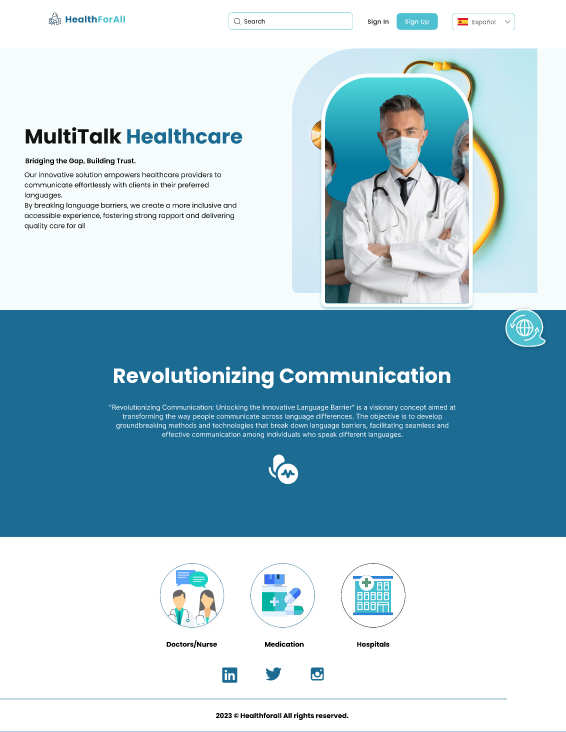 HealthForAll
Search
Sign In
Sign Up
Español
MultiTalk Healthcare
Bridging the Gap, Building Trust.
Our innovative solution empowers healthcare providers to
communicate effortlessly with clients in their preferred
languages.
By breaking language barriers, we create a more inclusive and
accessible experience, fostering strong rapport and delivering
quality care for all
Revolutionizing Communication
"Revolutionizing Communication: Unlocking the Innovative Language Barrier" is a visionary concept aimed at
transforming the way people communicate across language differences. The objective is to develop
groundbreaking methods and technologies that break down language barriers, facilitating seamless and
effective communication among individuals who speak different languages.
Doctors/Nurse
Medication
Hospitals
in
2023 © Healthforall All rights reserved.